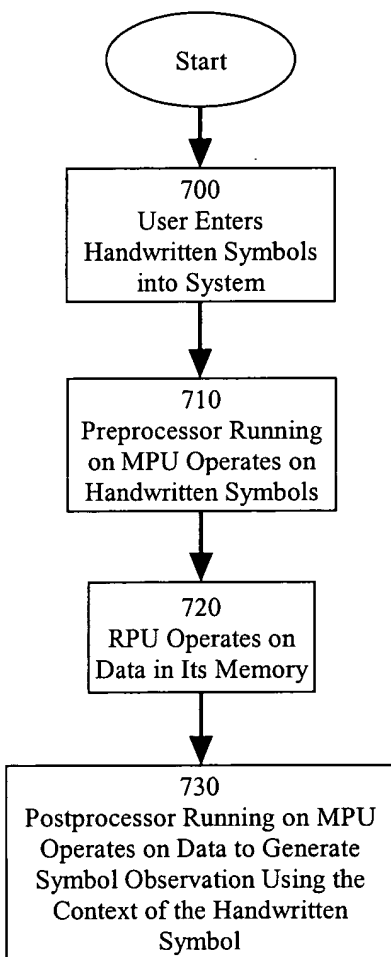 Start
700
User Enters
Handwritten Symbols
into System
710
Preprocessor Running
on MPU Operates on
Handwritten Symbols
720
RPU Operates on
Data in Its Memory
730
Postprocessor Running on MPU
Operates on Data to Generate
Symbol Observation Using the
Context of the Handwritten
Symbol